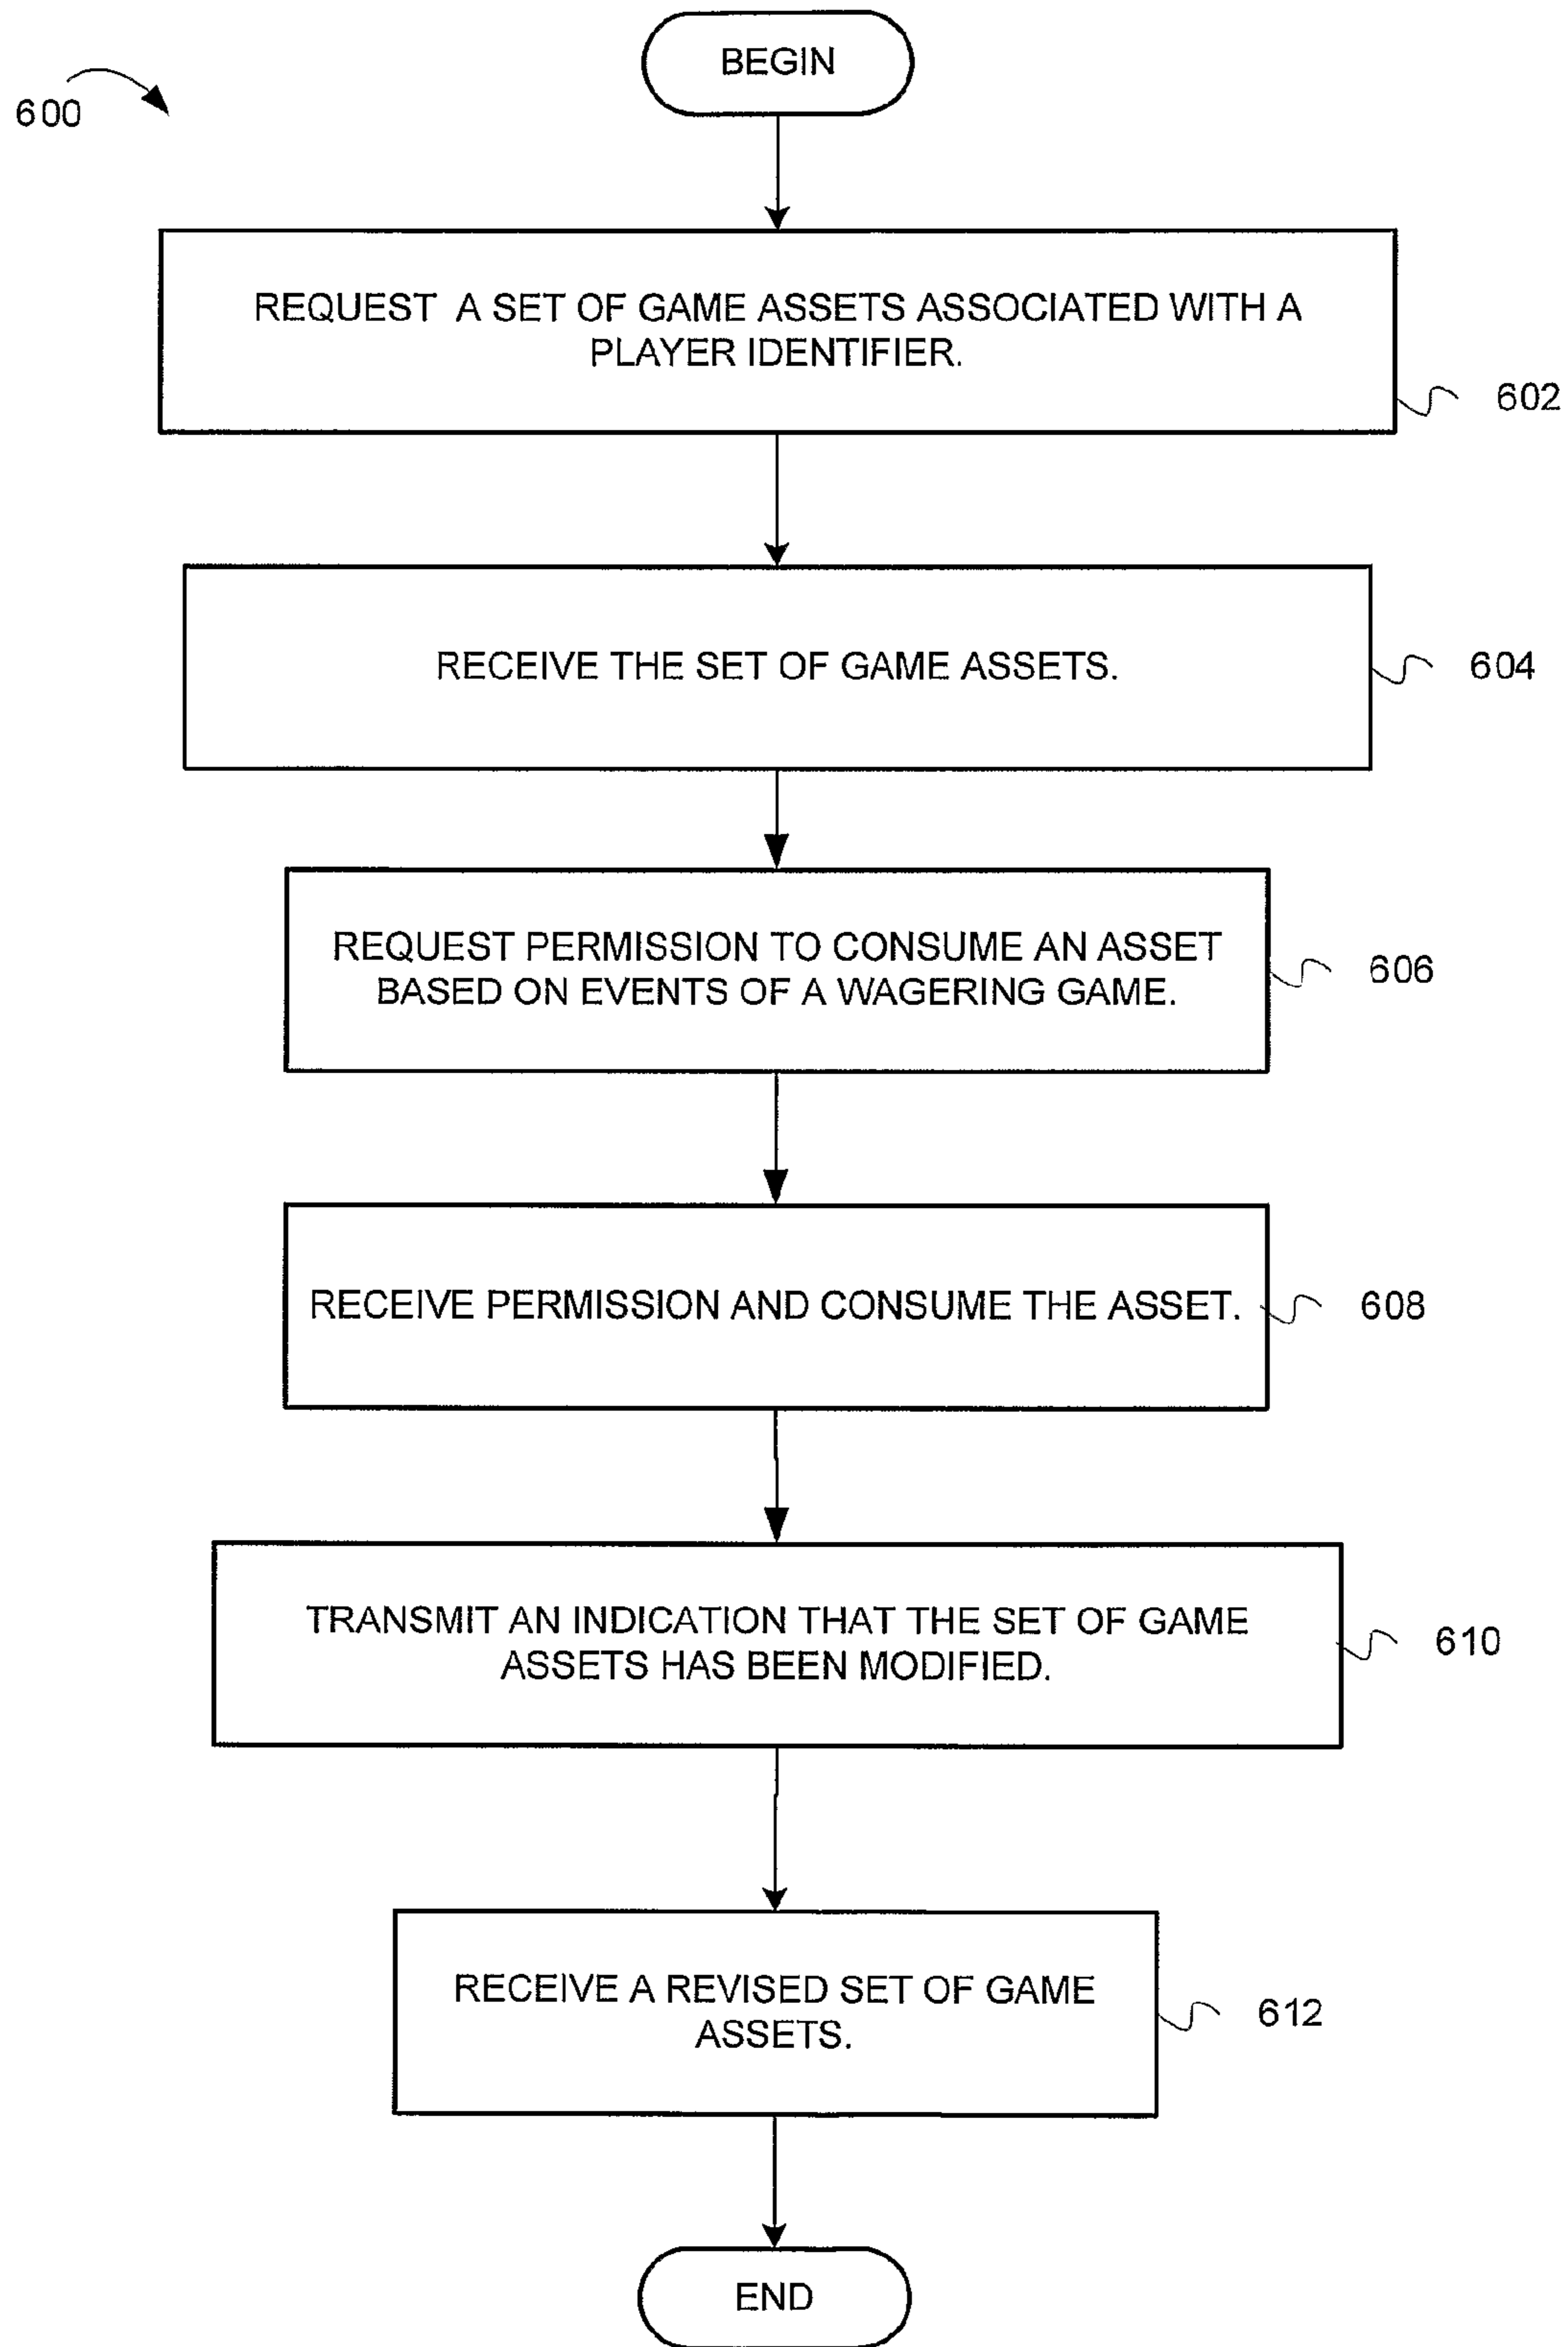 BEGIN
600
REQUEST A SET OF GAME ASSETS ASSOCIATED WITH A
PLAYER IDENTIFIER.
602
RECEIVE THE SET OF GAME ASSETS.
604
REQUEST PERMISSION TO CONSUME AN ASSET
BASED ON EVENTS OF A WAGERING GAME.
606
RECEIVE PERMISSION AND CONSUME THE ASSET.
608
TRANSMIT AN INDICATION THAT THE SET OF GAME
ASSETS HAS BEEN MODIFIED.
610
RECEIVE A REVISED SET OF GAME
ASSETS.
612
END